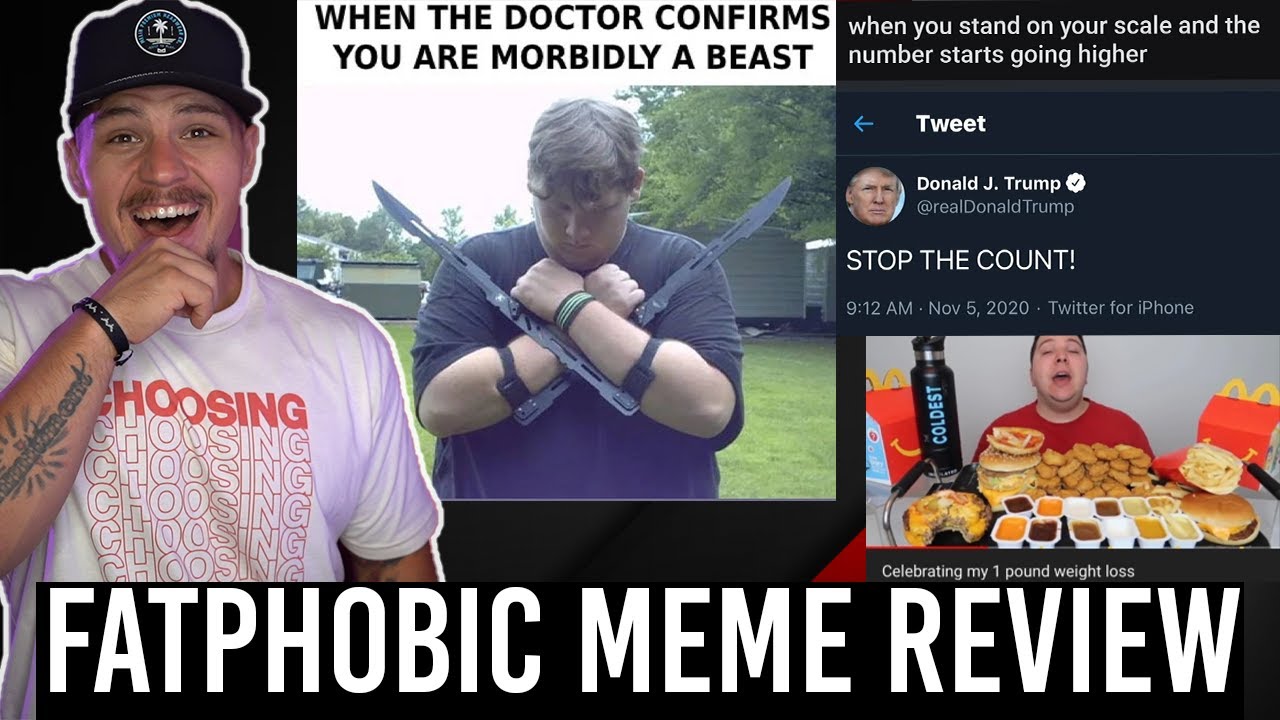 WHEN THE DOCTOR CONFIRMS
YOU ARE MORBIDLY A BEAST
when you stand on your scale and the
number starts going higher
Tweet
Donald J. Trump
@realDonaldTrump
STOP THE COUNT!
9:12 AM · Nov 5, 2020 · Twitter for iPhone
CHOOSING
CHOOSING
CHOOSING
CHOOSING
CHOOSING
CHOOSING
COLDEST
Celebrating my 1 pound weight loss
FATPHOBIC MEME REVIEW